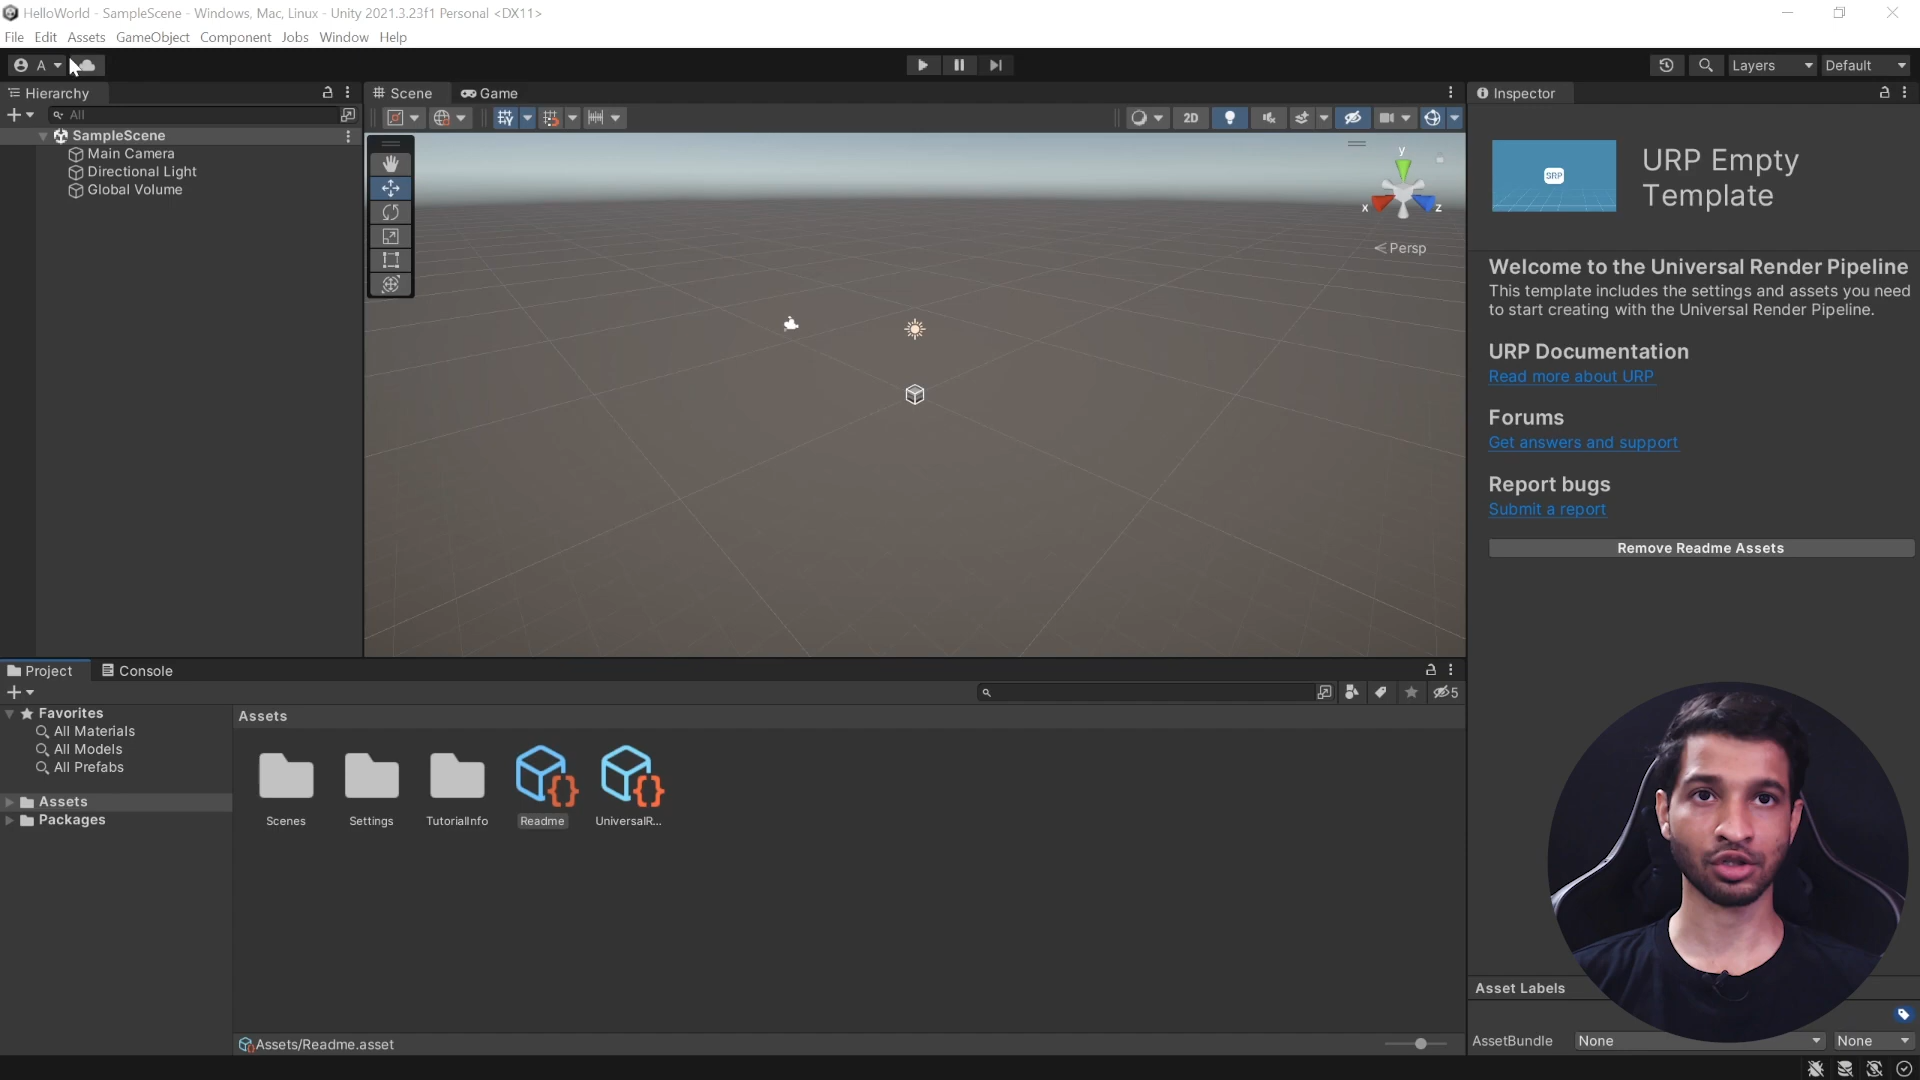 HelloWorld - SampleScene - Windows, Mac, Linux - Unity 2021.3.23f1 Personal <DX11>
File Edit Assets GameObject Component Jobs Window Help
A
Layers
Default
Hierarchy
All
SampleScene
Main Camera
Directional Light
Global Volume
Scene
Game
2D
y
x
z
Persp
Inspector
SRP
URP Empty
Template
Welcome to the Universal Render Pipeline
This template includes the settings and assets you need
to start creating with the Universal Render Pipeline.
URP Documentation
Read more about URP
Forums
Get answers and support
Report bugs
Submit a report
Remove Readme Assets
Project
Console
5
Favorites
All Materials
All Models
All Prefabs
Assets
Packages
Assets
Scenes
Settings
TutorialInfo
Readme
UniversalR...
Assets/Readme.asset
Asset Labels
AssetBundle
None
None